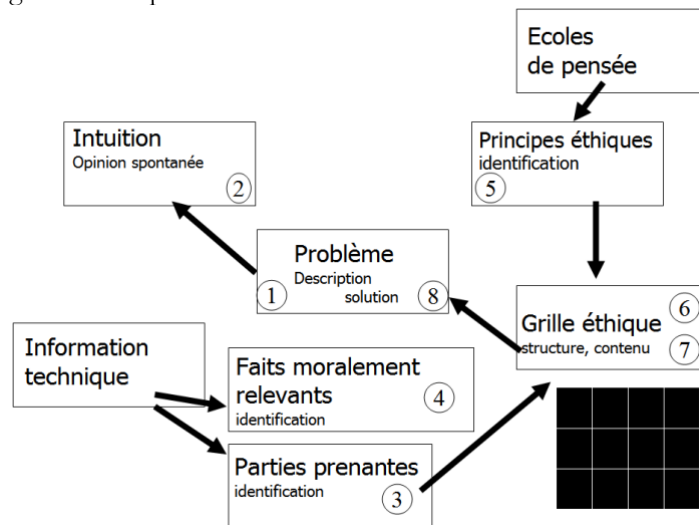 Ecoles
de pensée
Intuition
Opinion spontanée
2
Principes éthiques
identification
5
Problème
Description
1 solution 8
6
Grille éthique
structure, contenu 7
Information
technique
Faits moralement
relevants 4
identification
Parties prenantes
identification 3